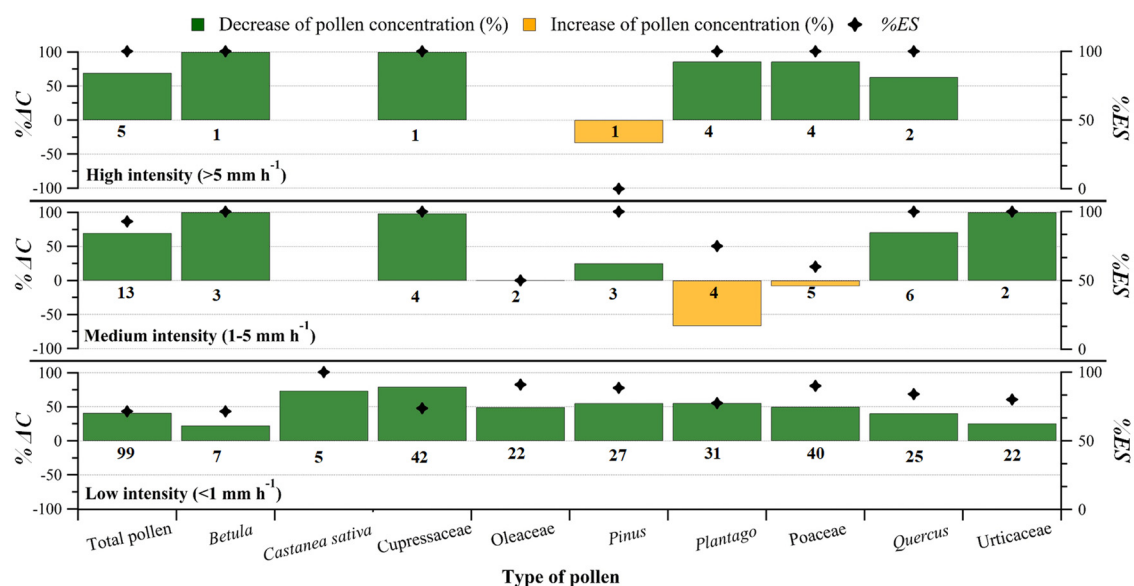 Decrease of pollen concentration (%) Increase of pollen concentration (%) %ES
100 100
50
% ΔC 0 50 %ES
5 1 1 1 4 4 2
-50
High intensity (>5 mm h⁻¹)
-100 0
100 100
50
% ΔC 0 50 %ES
13 3 4 2 3 4 5 6 2
-50
Medium intensity (1-5 mm h⁻¹)
-100 0
100 100
50
% ΔC 0 50 %ES
99 7 5 42 22 27 31 40 25 22
-50
Low intensity (<1 mm h⁻¹)
-100 0
Total pollen Betula Castanea sativa Cupressaceae Oleaceae Pinus Plantago Poaceae Quercus Urticaceae
Type of pollen